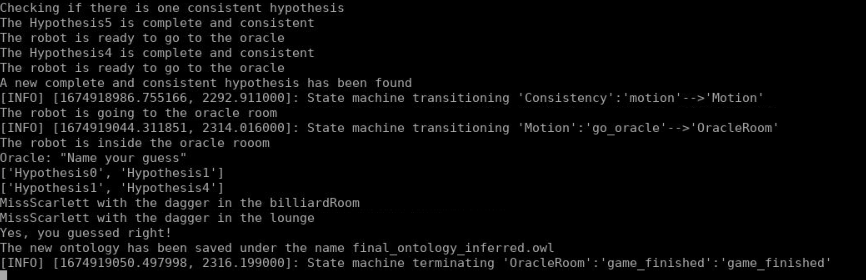 Checking if there is one consistent hypothesis
The Hypothesis5 is complete and consistent
The robot is ready to go to the oracle
The Hypothesis4 is complete and consistent
The robot is ready to go to the oracle
A new complete and consistent hypothesis has been found
[INFO] [1674918986.755166, 2292.911000]: State machine transitioning 'Consistency':'motion'-->'Motion'
The robot is going to the oracle room
[INFO] [1674919044.311851, 2314.016000]: State machine transitioning 'Motion':'go_oracle'-->'OracleRoom'
The robot is inside the oracle rooom
Oracle: "Name your guess"
['Hypothesis0', 'Hypothesis1']
['Hypothesis1', 'Hypothesis4']
MissScarlett with the dagger in the billiardRoom
MissScarlett with the dagger in the lounge
Yes, you guessed right!
The new ontology has been saved under the name final_ontology_inferred.owl
[INFO] [1674919050.497998, 2316.199000]: State machine terminating 'OracleRoom':'game_finished':'game_finished'